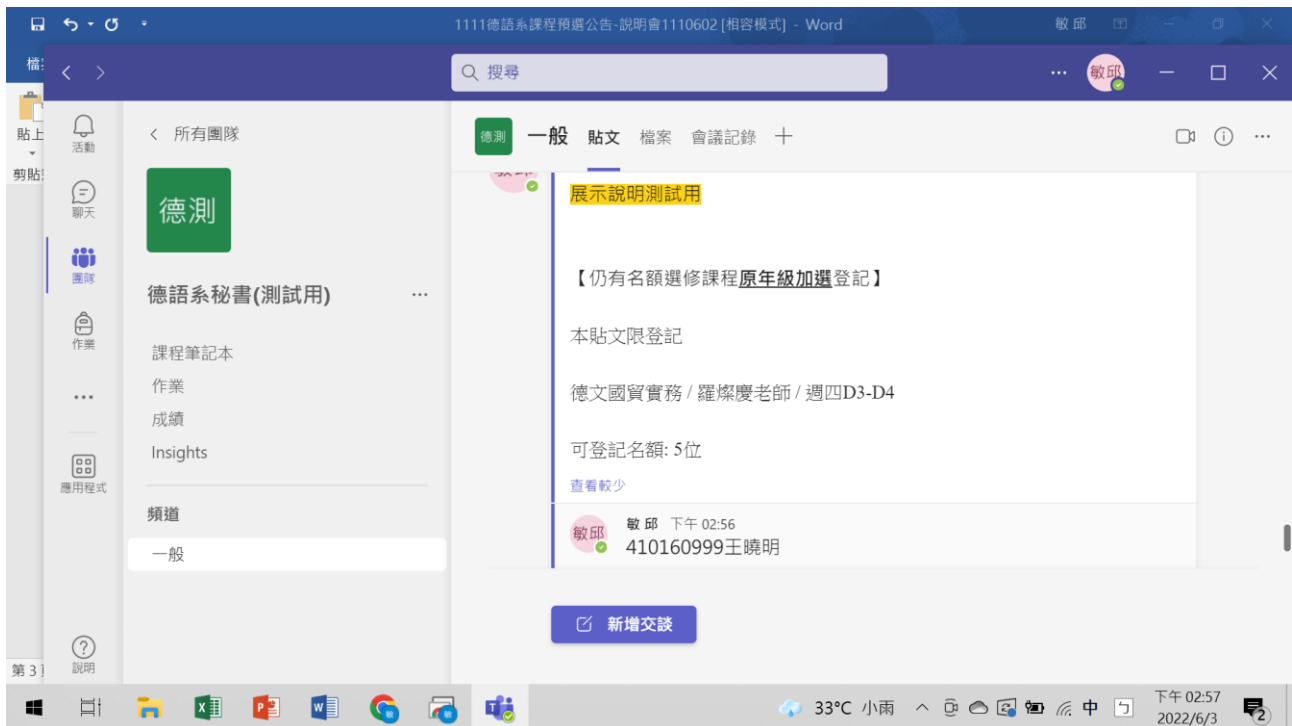 1111德語系課程預選公告-說明會1110602 [相容模式] - Word
敏 邱
搜尋
敏邱
貼上
活動
所有團隊
德測
一般 貼文 檔案 會議記錄
聊天
德測
展示說明測試用
團隊
【仍有名額選修課程原年級加選登記】
德語系秘書(測試用)
作業
本貼文限登記
課程筆記本
作業
德文國貿實務 / 羅燦慶老師 / 週四D3-D4
成績
可登記名額: 5位
Insights
應用程式
查看較少
頻道
敏邱
敏 邱 下午 02:56
410160999王曉明
一般
新增交談
說明
33°C 小雨
中
ㄅ
下午 02:57
2022/6/3
2